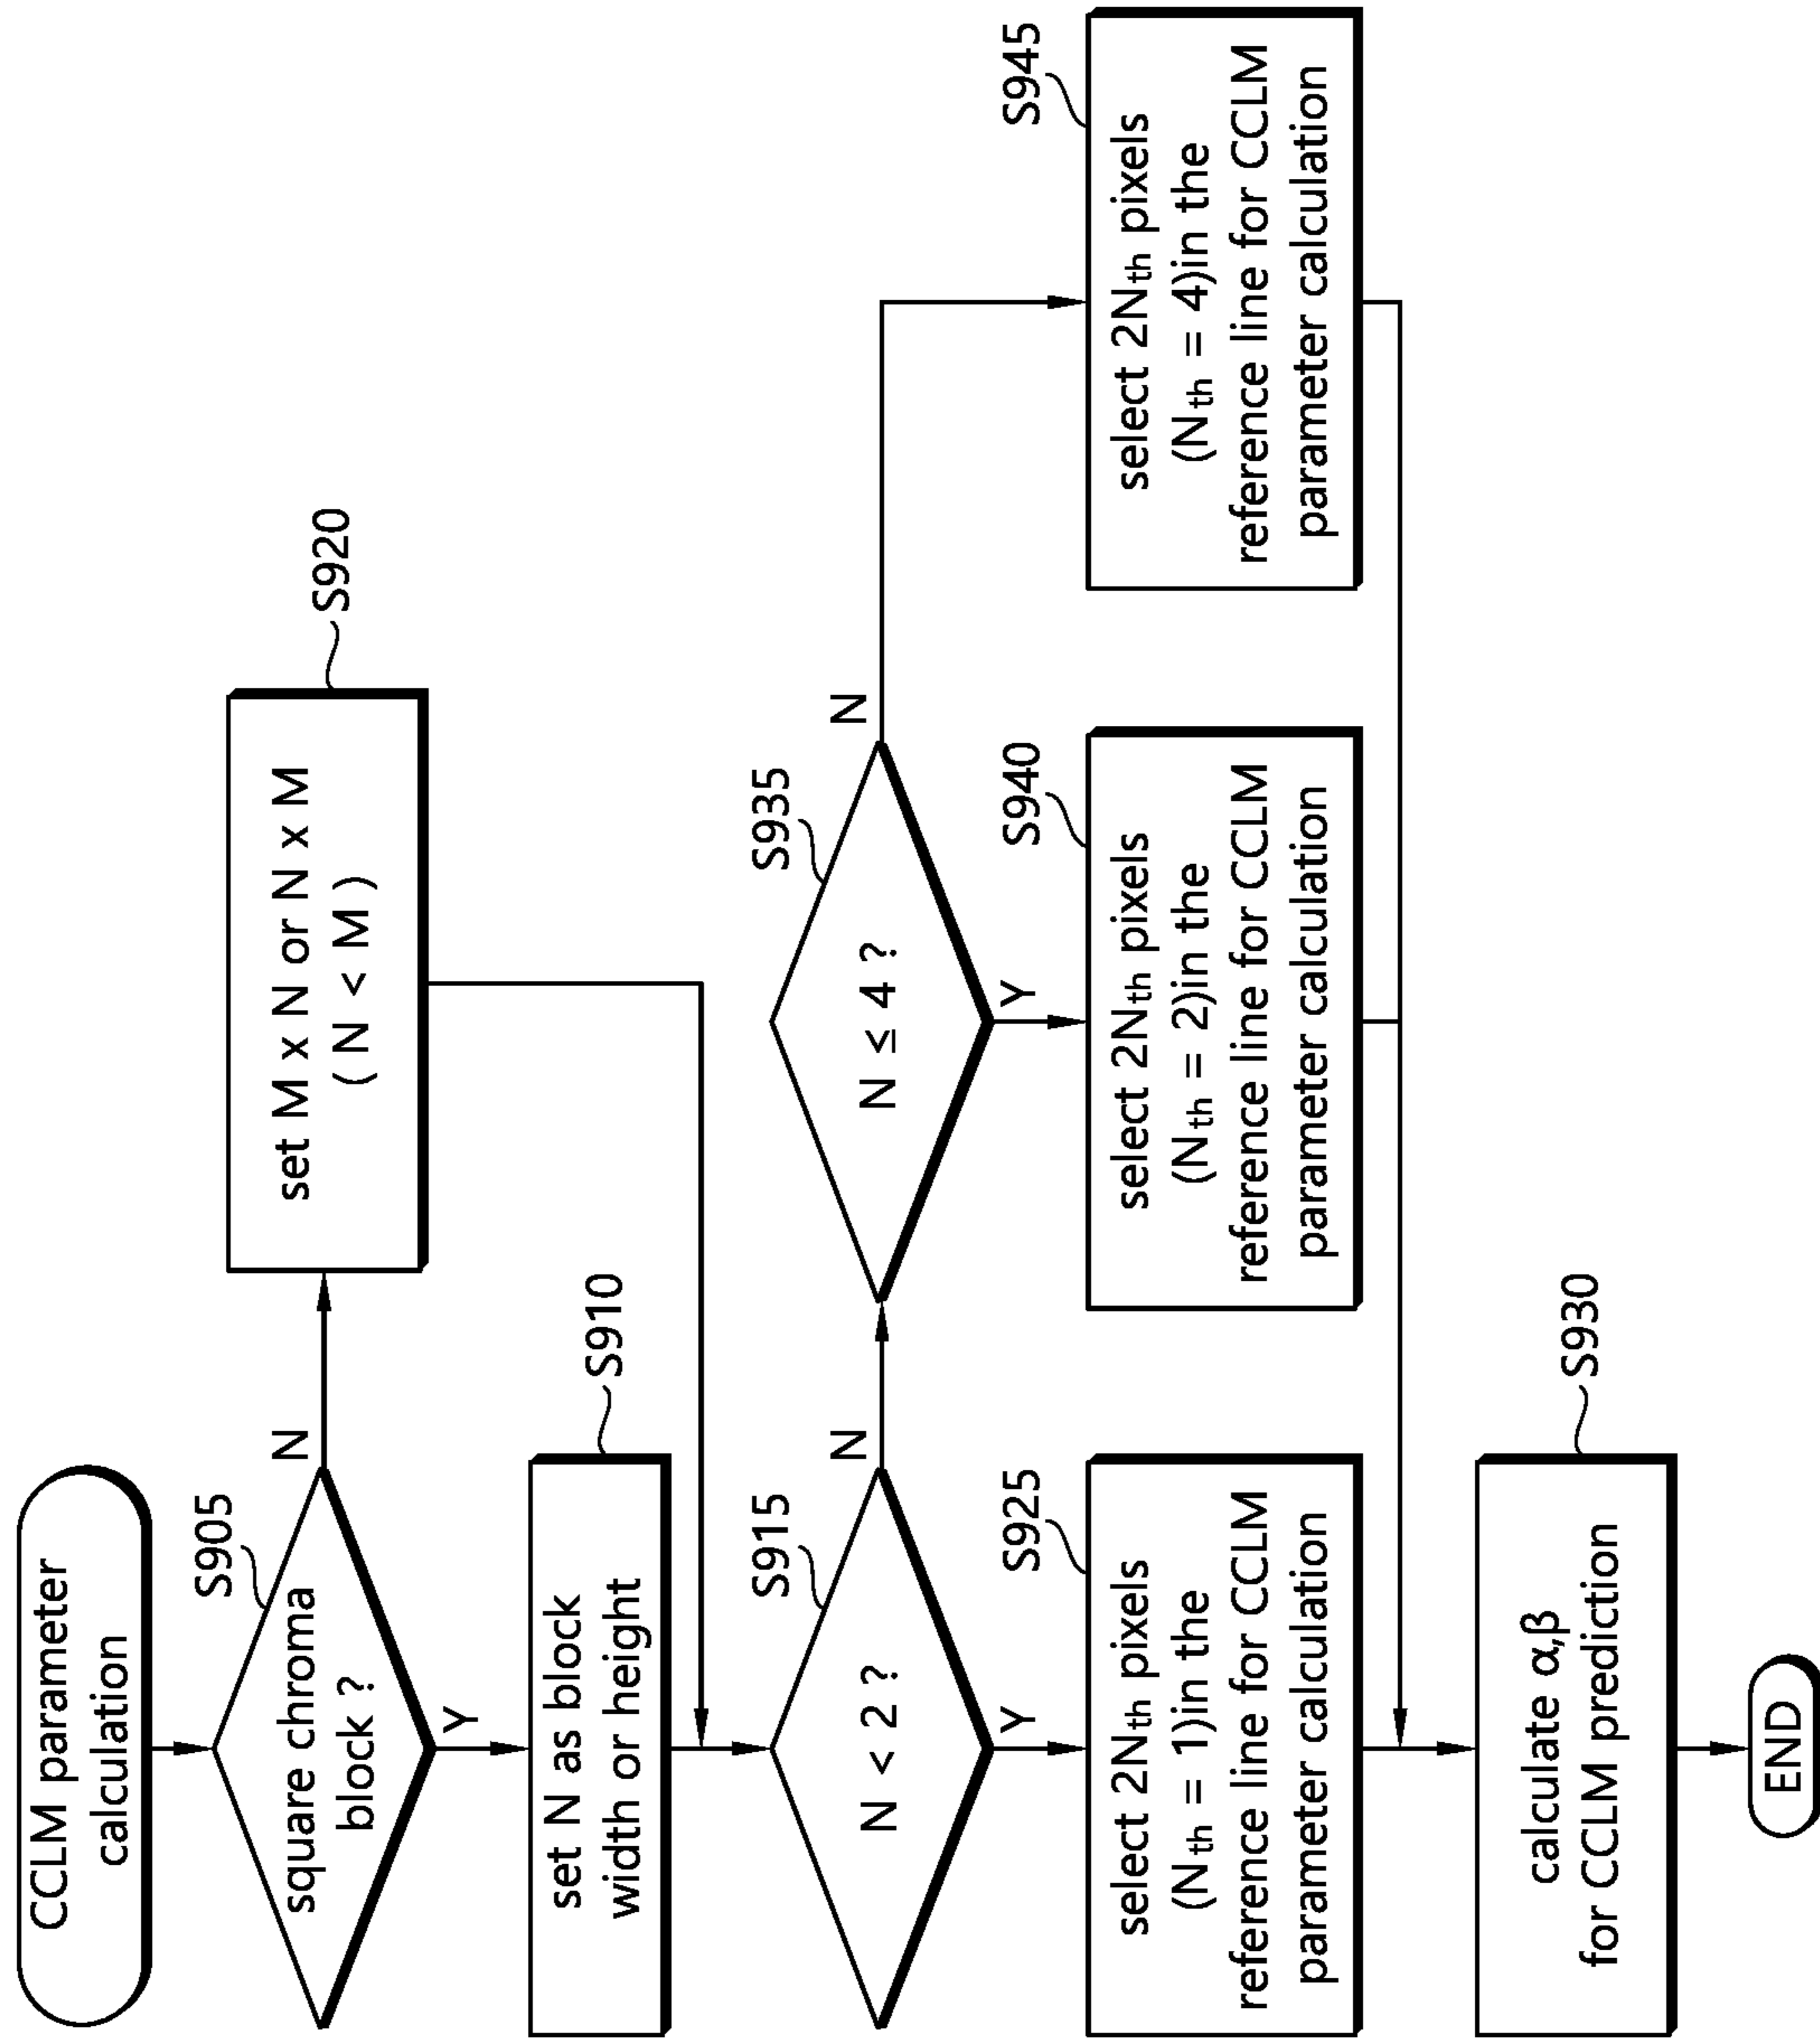 CCLM parameter
calculation
S905
square chroma
block ?
N
Y
S920
set M x N or N x M
( N < M )
S910
set N as block
width or height
S915
N < 2 ?
N
Y
S935
N ≤ 4 ?
N
Y
S925
select 2Nth pixels
(Nth = 1)in the
reference line for CCLM
parameter calculation
S940
select 2Nth pixels
(Nth = 2)in the
reference line for CCLM
parameter calculation
S945
select 2Nth pixels
(Nth = 4)in the
reference line for CCLM
parameter calculation
S930
calculate α,β
for CCLM prediction
END